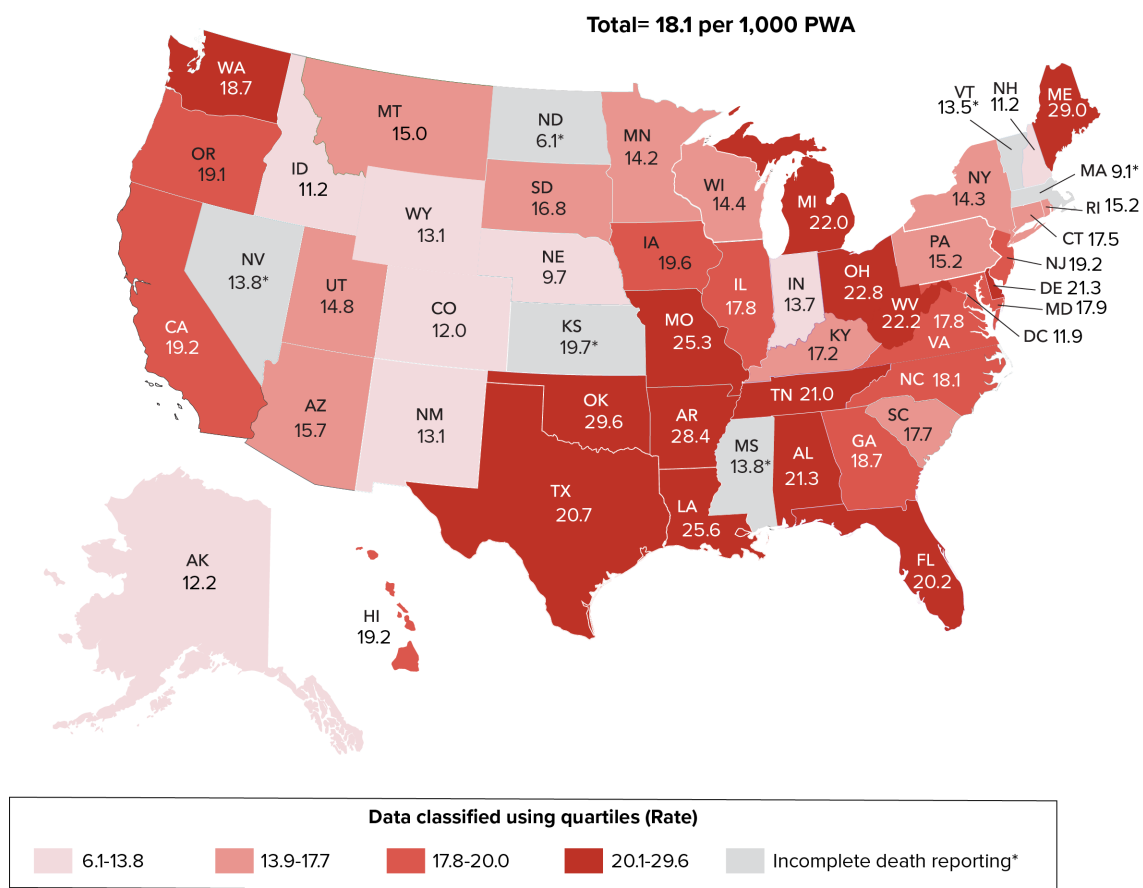 Total= 18.1 per 1,000 PWA
WA
18.7
MT
15.0
ND
6.1*
MN
14.2
VT
13.5*
NH
11.2
ME
29.0
OR
19.1
ID
11.2
SD
16.8
WI
14.4
MI
22.0
NY
14.3
MA 9.1*
RI 15.2
CT 17.5
WY
13.1
NE
9.7
IA
19.6
PA
15.2
NJ 19.2
DE 21.3
MD 17.9
DC 11.9
NV
13.8*
UT
14.8
CO
12.0
KS
19.7*
IL
17.8
IN
13.7
OH
22.8
WV
22.2
17.8
VA
CA
19.2
MO
25.3
KY
17.2
NC 18.1
TN 21.0
AZ
15.7
NM
13.1
OK
29.6
AR
28.4
SC
17.7
MS
13.8*
AL
21.3
GA
18.7
TX
20.7
LA
25.6
FL
20.2
AK
12.2
HI
19.2
Data classified using quartiles (Rate)
6.1-13.8
13.9-17.7
17.8-20.0
20.1-29.6
Incomplete death reporting*